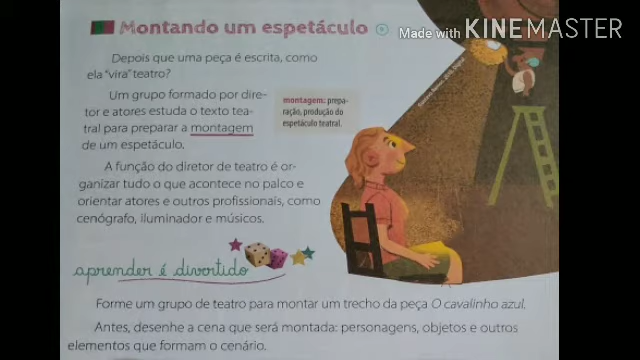 Montando um espetáculo
Made with KINEMASTER
Depois que uma peça é escrita, como
ela "vira" teatro?
Um grupo formado por dire-
tor e atores estuda o texto tea-
tral para preparar a montagem
de um espetáculo.
montagem: prepa-
ração, produção do
espetáculo teatral.
A função do diretor de teatro é or-
ganizar tudo o que acontece no palco e
orientar atores e outros profissionais, como
cenógrafo, iluminador e músicos.
aprender é divertido
Forme um grupo de teatro para montar um trecho da peça O cavalinho azul.
Antes, desenhe a cena que será montada: personagens, objetos e outros
elementos que formam o cenário.